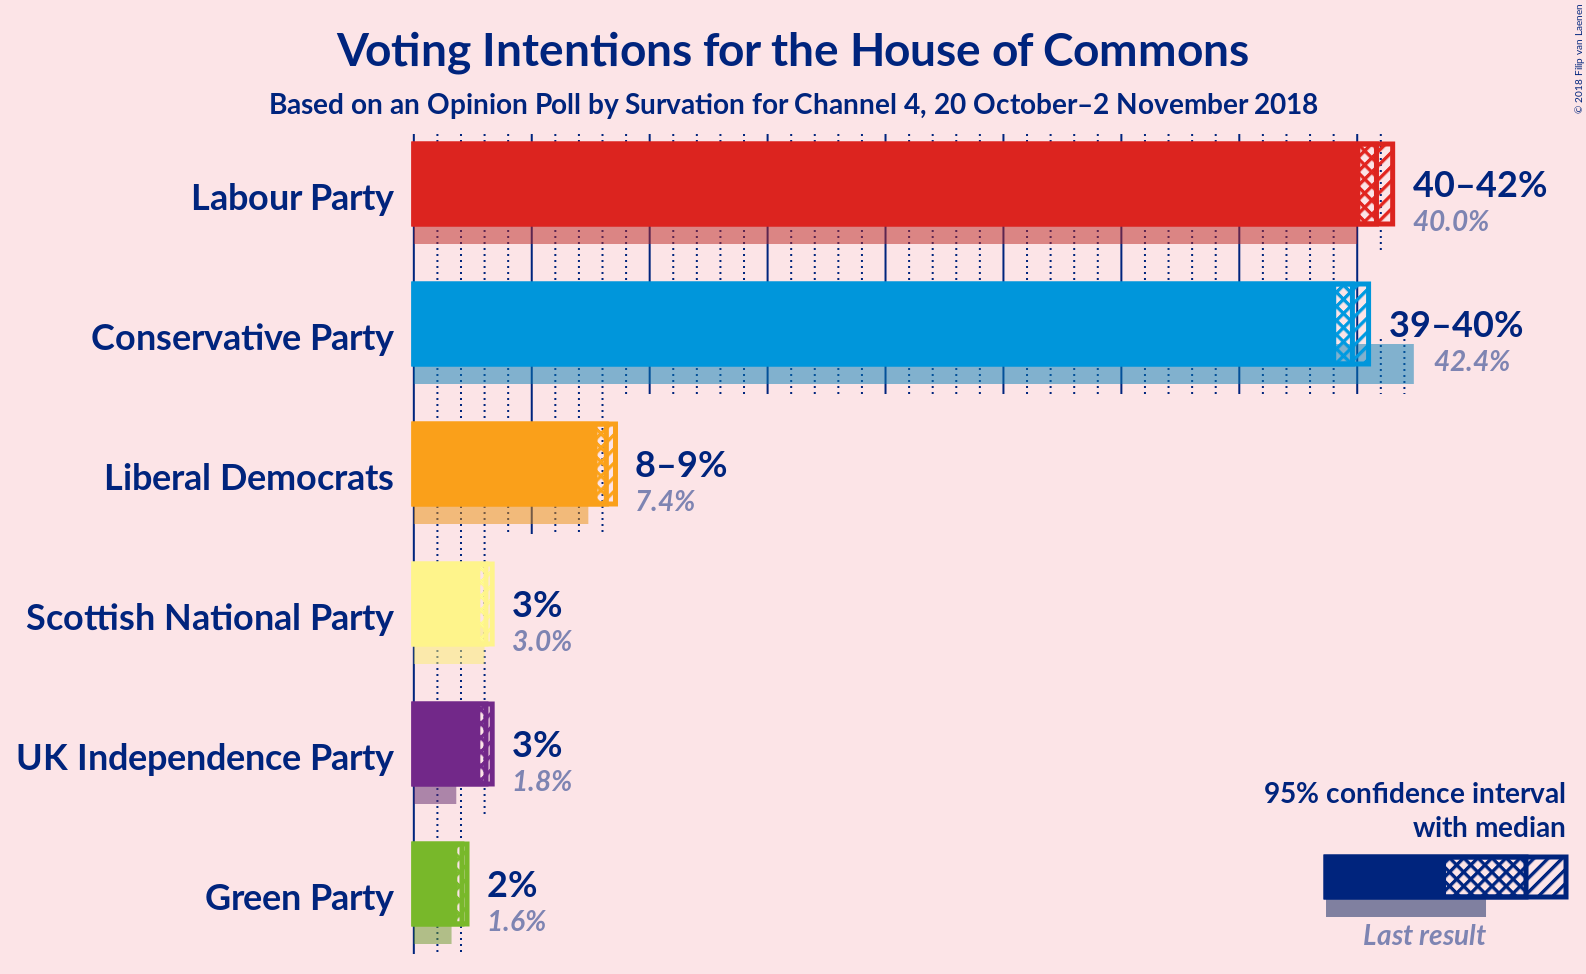 Voting Intentions for the House of Commons
Based on an Opinion Poll by Survation for Channel 4, 20 October–2 November 2018
© 2018 Filip van Laenen
Labour Party
40–42%
40.0%
Conservative Party
39–40%
42.4%
Liberal Democrats
8–9%
7.4%
Scottish National Party
3%
3.0%
UK Independence Party
3%
1.8%
Green Party
2%
1.6%
95% confidence interval
with median
Last result